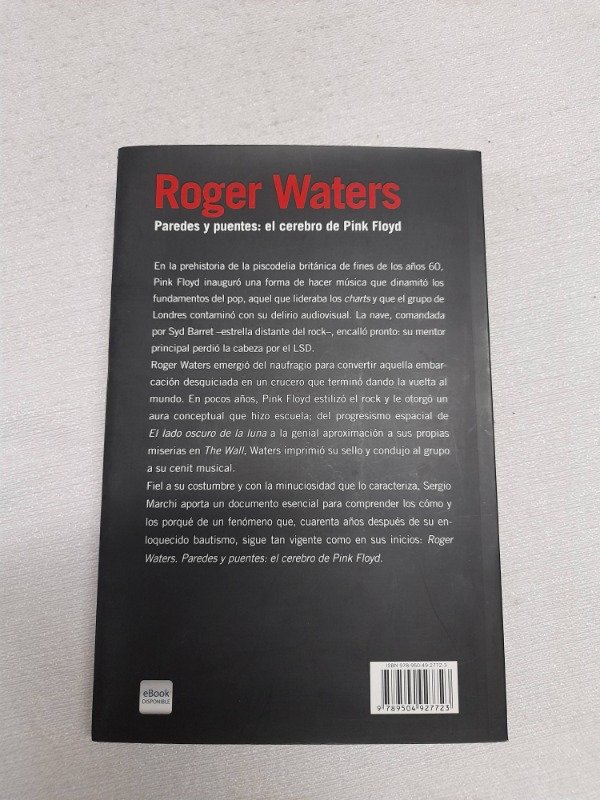 Roger Waters
Paredes y puentes: el cerebro de Pink Floyd
En la prehistoria de la piscodelia británica de fines de los años 60,
Pink Floyd inauguró una forma de hacer música que dinamitó los
fundamentos del pop, aquel que lideraba los charts y que el grupo de
Londres contaminó con su delirio audiovisual. La nave, comandada
por Syd Barret –estrella distante del rock–, encalló pronto: su mentor
principal perdió la cabeza por el LSD.
Roger Waters emergió del naufragio para convertir aquella embar-
cación desquiciada en un crucero que terminó dando la vuelta al
mundo. En pocos años, Pink Floyd estilizó el rock y le otorgó un
aura conceptual que hizo escuela; del progresismo espacial de
El lado oscuro de la luna a la genial aproximación a sus propias
miserias en The Wall, Waters imprimió su sello y condujo al grupo
a su cenit musical.
Fiel a su costumbre y con la minuciosidad que lo caracteriza, Sergio
Marchi aporta un documento esencial para comprender los cómo y
los porqué de un fenómeno que, cuarenta años después de su en-
loquecido bautismo, sigue tan vigente como en sus inicios: Roger
Waters. Paredes y puentes: el cerebro de Pink Floyd.
eBook
DISPONIBLE
ISBN 978-950-49-2772-3
9 789504 927723